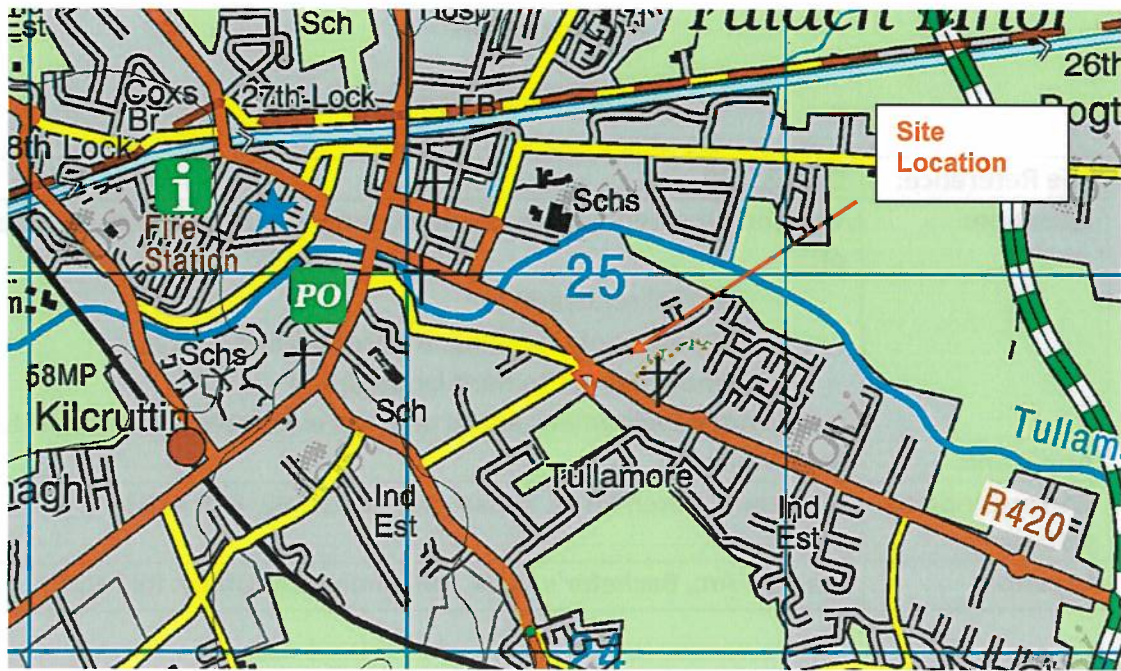 Sch
Coxs
Br
27th Lock
FB
26th
8th Lock
Site
Location
i
Schs
Fire
Station
25
PO
Schs
58MP
Kilcruttin
Sch
Tullam
Tullamore
Ind
Est
Ind
Est
R420
24